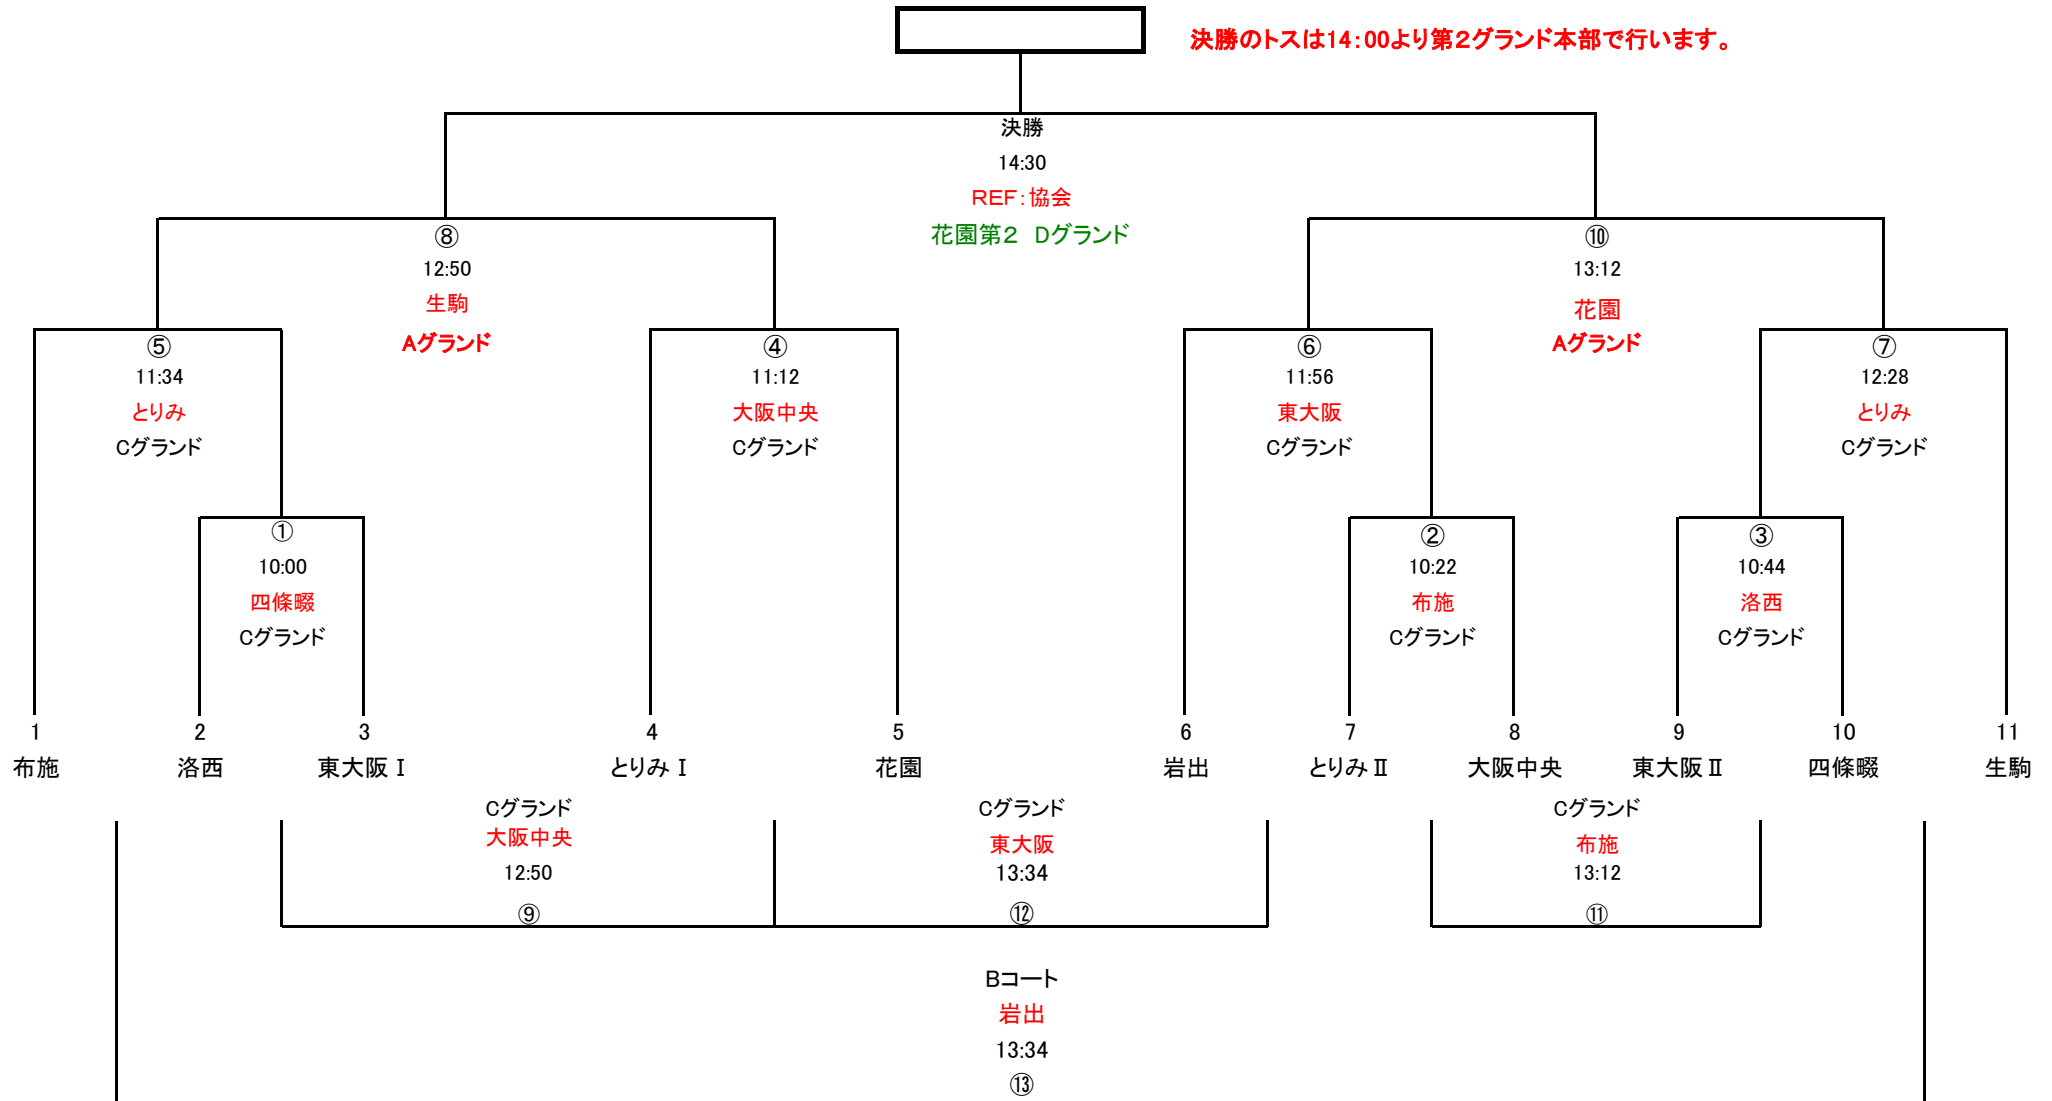 決勝のトスは14:00より第2グランド本部で行います。
決勝
14:30
REF:協会
花園第2 Dグランド
⑧
12:50
生駒
Aグランド
⑩
13:12
花園
Aグランド
⑤
11:34
とりみ
Cグランド
④
11:12
大阪中央
Cグランド
⑥
11:56
東大阪
Cグランド
⑦
12:28
とりみ
Cグランド
①
10:00
四條畷
Cグランド
②
10:22
布施
Cグランド
③
10:44
洛西
Cグランド
1 2 3 4 5 6 7 8 9 10 11
布施 洛西 東大阪Ⅰ とりみⅠ 花園 岩出 とりみⅡ 大阪中央 東大阪Ⅱ 四條畷 生駒
Cグランド
大阪中央
12:50
⑨
Cグランド
東大阪
13:34
⑫
Cグランド
布施
13:12
⑪
Bコート
岩出
13:34
⑬